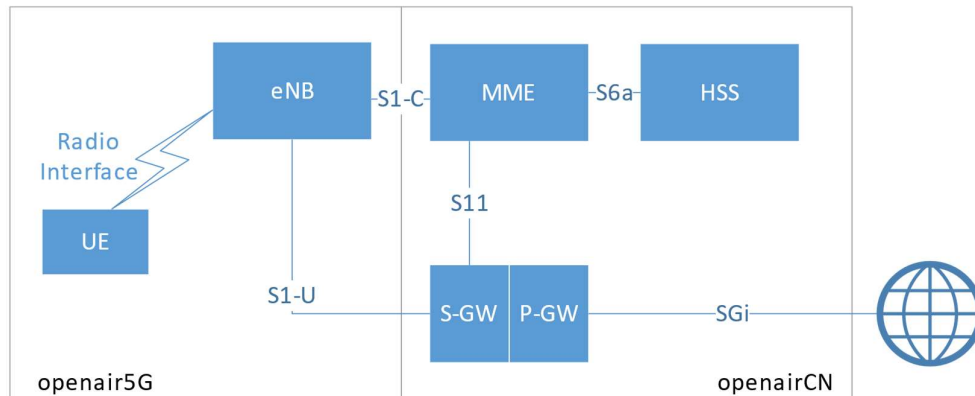 eNB
S1-C
MME
S6a
HSS
Radio
Interface
UE
S11
S1-U
S-GW
P-GW
SGi
openair5G
openairCN